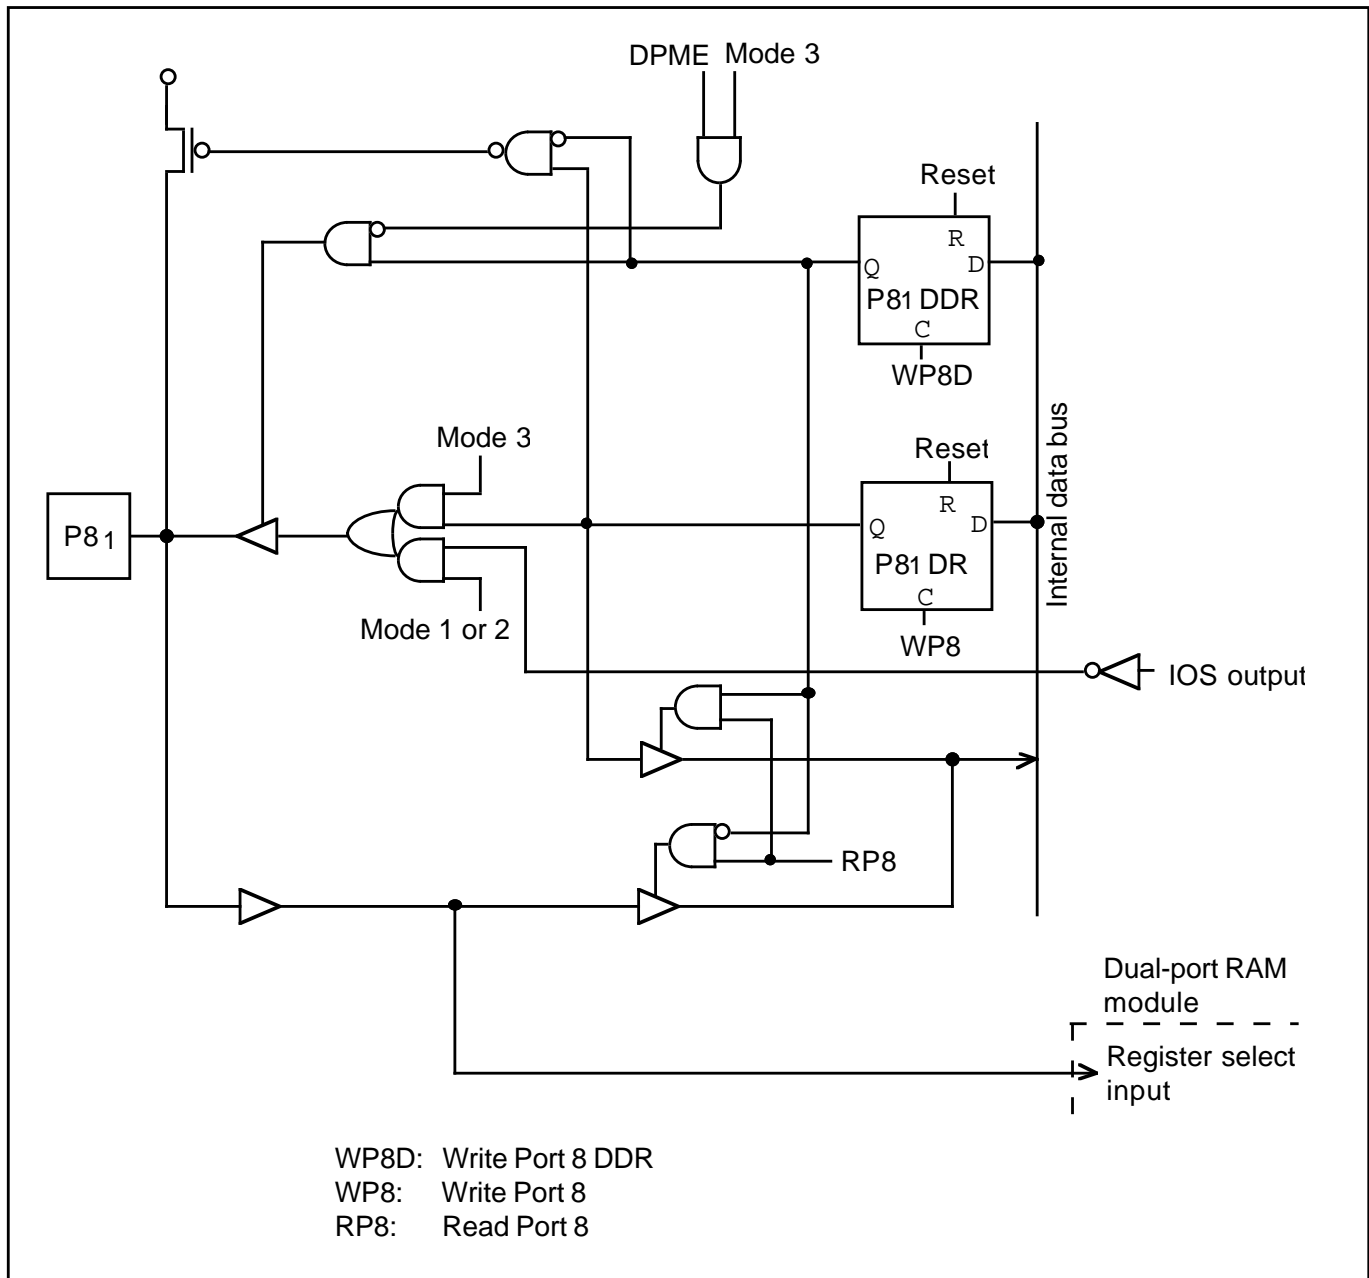 DPME Mode 3
Reset
R
Q D
P81 DDR
C
WP8D
Mode 3
Reset
R
P81
Q D
P81 DR
C
Internal data bus
Mode 1 or 2
WP8
IOS output
RP8
Dual-port RAM
module
Register select
input
WP8D: Write Port 8 DDR
WP8: Write Port 8
RP8: Read Port 8